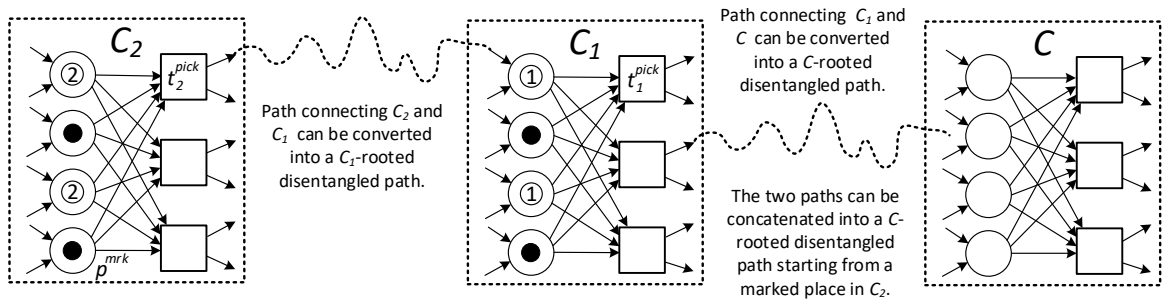 C2
2
t2pick
2
pmrk
Path connecting C2 and
C1 can be converted
into a C1-rooted
disentangled path.
C1
1
t1pick
1
Path connecting C1 and
C can be converted
into a C-rooted
disentangled path.
The two paths can be
concatenated into a C-
rooted disentangled
path starting from a
marked place in C2.
C